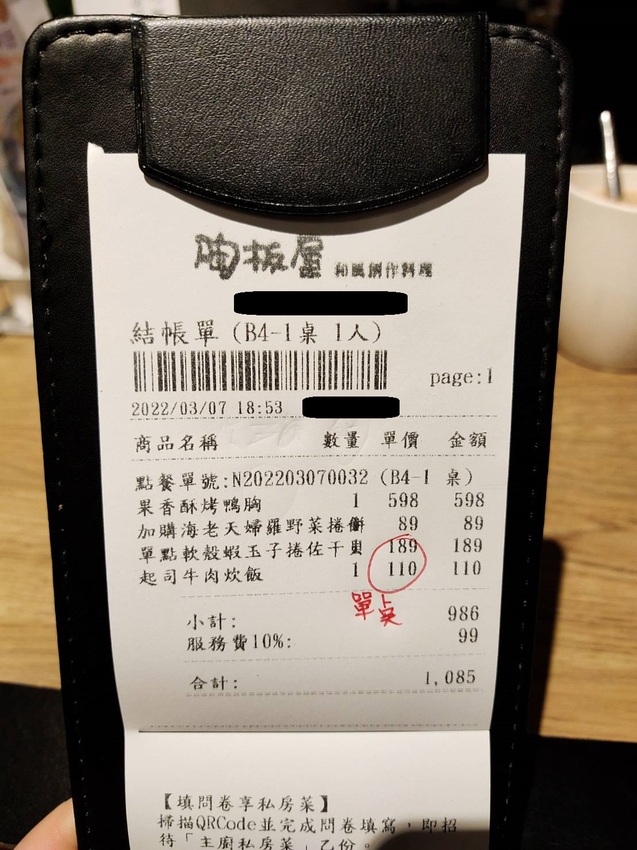 陶板屋 和風創作料理
結帳單(B4-1桌 1人)
page:1
2022/03/07 18:53
商品名稱 數量 單價 金額
點餐單號:N202203070032 (B4-1 桌)
果香酥烤鴨胸 1 598 598
加購海老天婦羅野菜捲 89 89
單點軟殼蝦玉子捲佐干 189 189
起司牛肉炊飯 1 110 110
單点
小計: 986
服務費10%: 99
合計: 1,085
【填問卷享私房菜】
掃描QRCode並完成問卷填寫，即招
待「主廚私房菜」乙份。